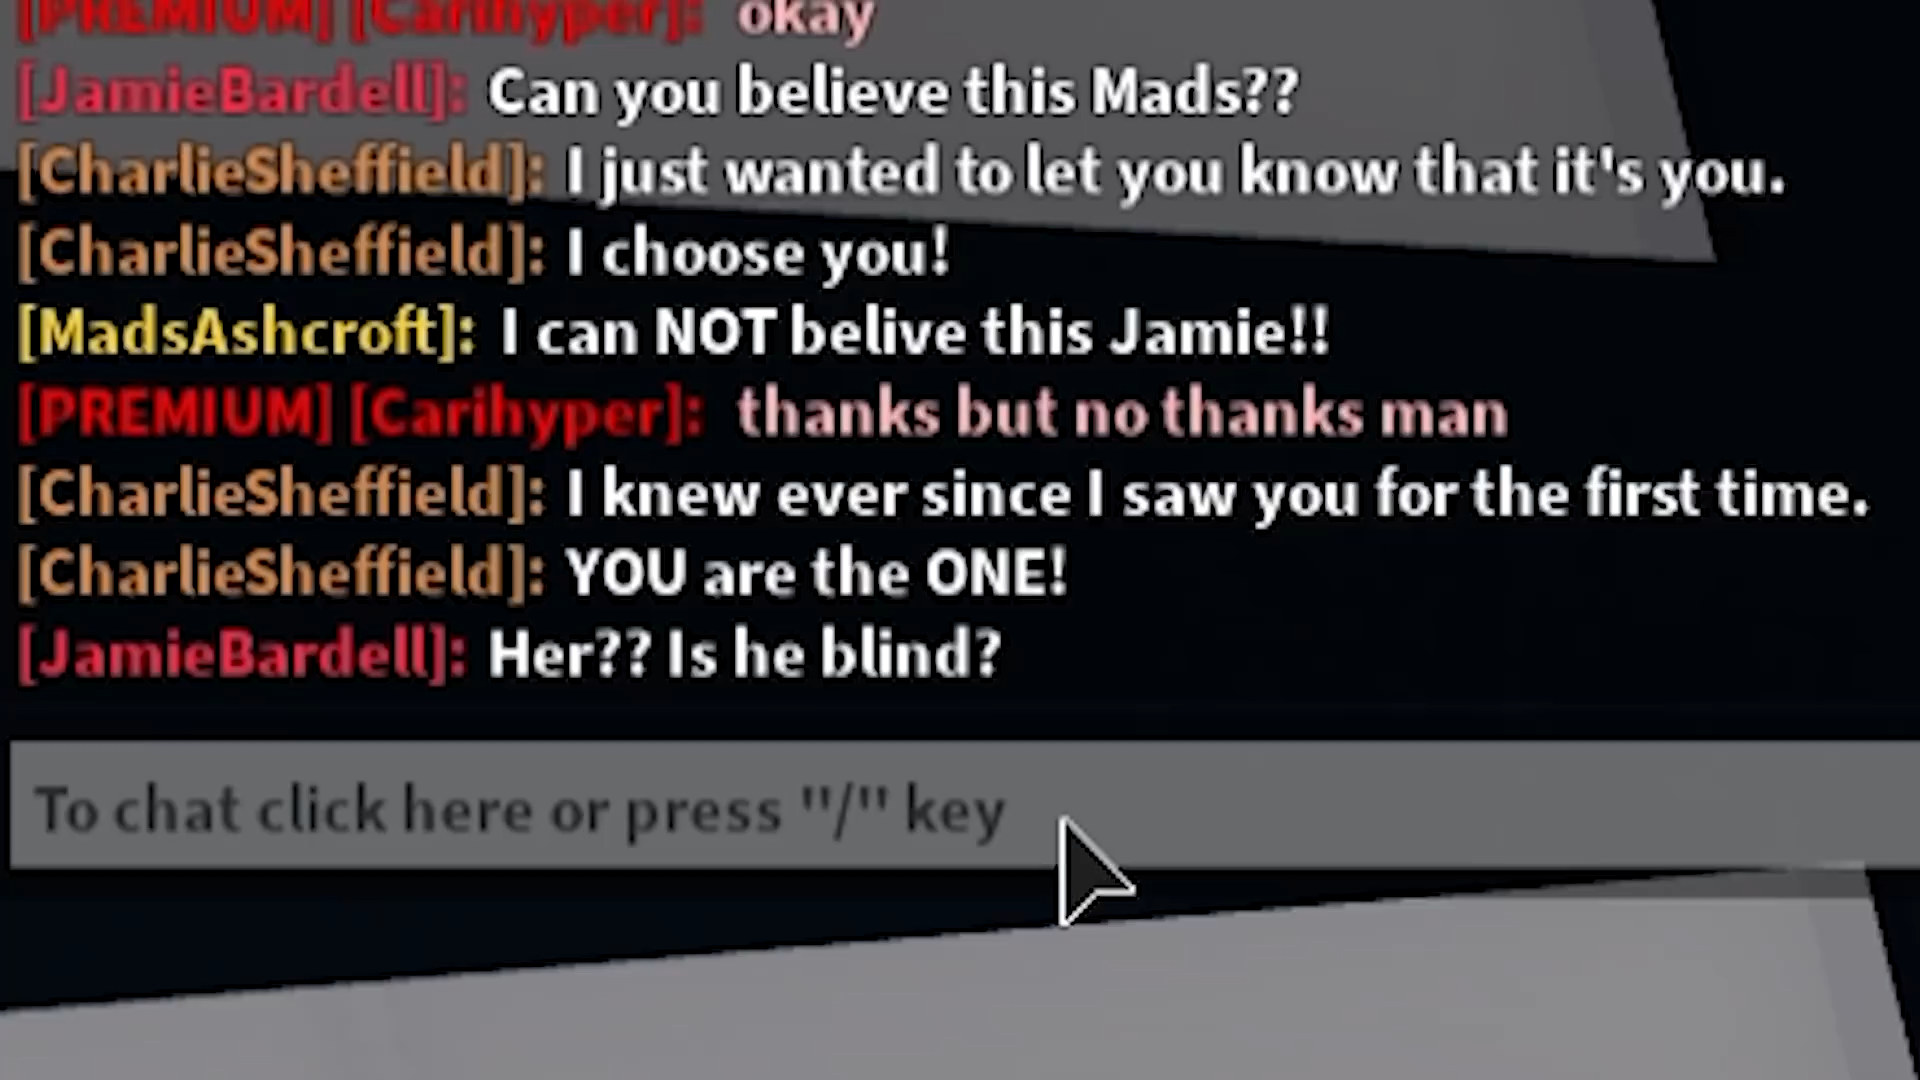 [PREMIUM] [Carihyper]: okay
[JamieBardell]: Can you believe this Mads??
[CharlieSheffield]: I just wanted to let you know that it's you.
[CharlieSheffield]: I choose you!
[MadsAshcroft]: I can NOT belive this Jamie!!
[PREMIUM] [Carihyper]: thanks but no thanks man
[CharlieSheffield]: I knew ever since I saw you for the first time.
[CharlieSheffield]: YOU are the ONE!
[JamieBardell]: Her?? Is he blind?
To chat click here or press "/" key